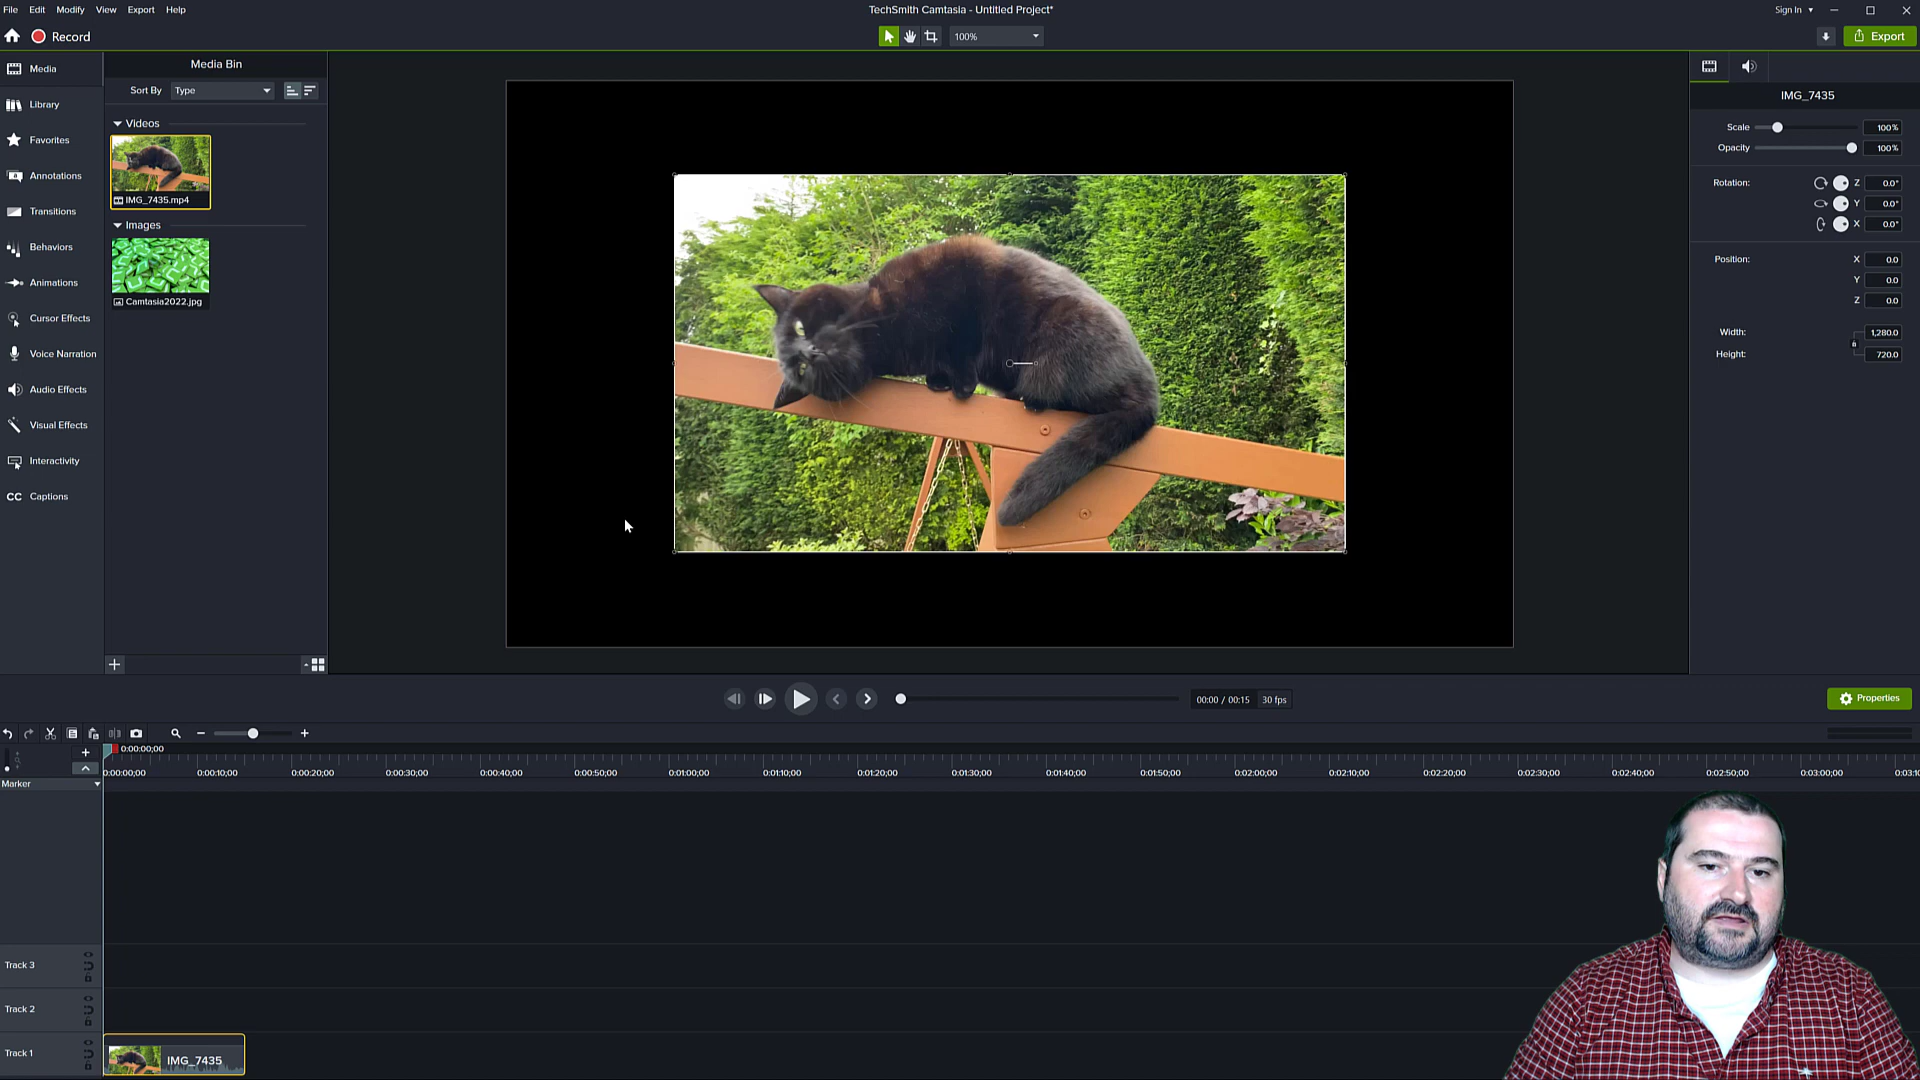 File Edit Modify View Export Help
TechSmith Camtasia - Untitled Project*
Sign In
Record
100%
Export
Media
Library
Favorites
Annotations
Transitions
Behaviors
Animations
Cursor Effects
Voice Narration
Audio Effects
Visual Effects
Interactivity
CC Captions
Media Bin
Sort By Type
Videos
IMG_7435.mp4
Images
Camtasia2022.jpg
IMG_7435
Scale 100%
Opacity 100%
Rotation: Z 0.0°
Y 0.0°
X 0.0°
Position: X 0.0
Y 0.0
Z 0.0
Width: 1,280.0
Height: 720.0
00:00 / 00:15 30 fps
Properties
0:00:00;00
0:00:00;00 0:00:10;00 0:00:20;00 0:00:30;00 0:00:40;00 0:00:50;00 0:01:00;00 0:01:10;00 0:01:20;00 0:01:30;00 0:01:40;00 0:01:50;00 0:02:00;00 0:02:10;00 0:02:20;00 0:02:30;00 0:02:40;00 0:02:50;00 0:03:00;00
Marker
Track 3
Track 2
Track 1
IMG_7435